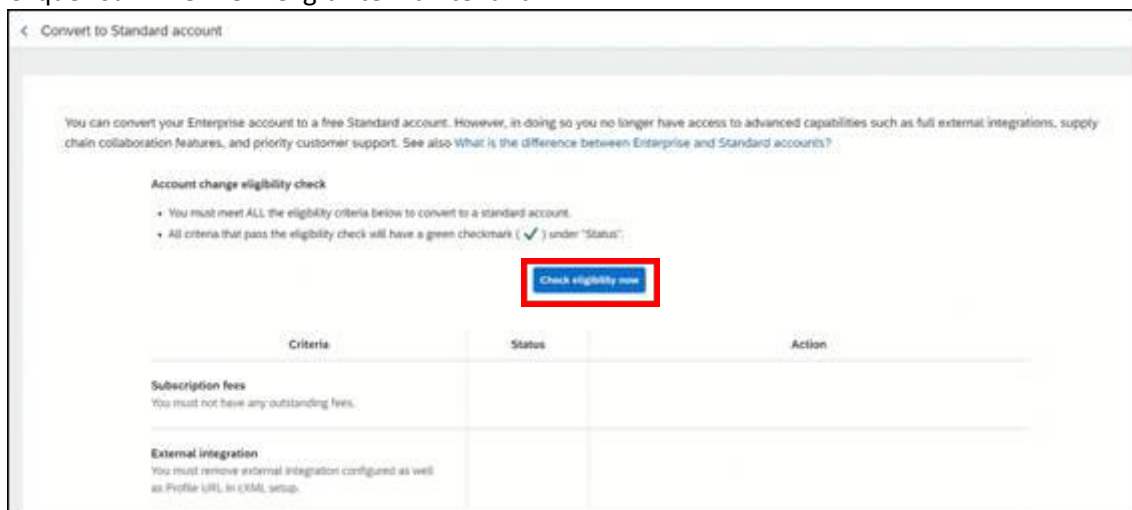 < Convert to Standard account
You can convert your Enterprise account to a free Standard account. However, in doing so you no longer have access to advanced capabilities such as full external integrations, supply
chain collaboration features, and priority customer support. See also What is the difference between Enterprise and Standard accounts?
Account change eligibility check
• You must meet ALL the eligibility criteria below to convert to a standard account.
• All criteria that pass the eligibility check will have a green checkmark ( ✓ ) under "Status".
Check eligibility now
Criteria Status Action
Subscription fees
You must not have any outstanding fees.
External integration
You must remove external integration configured as well
as Profile URL in cXML setup.